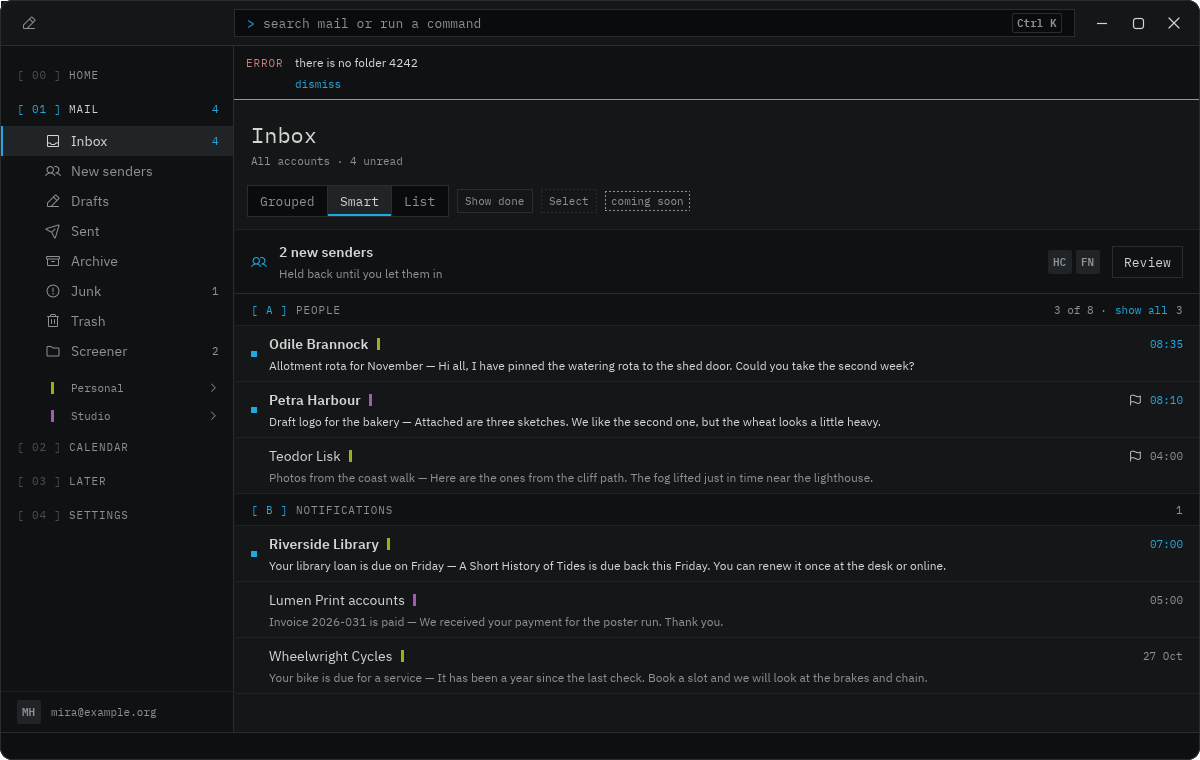 > search mail or run a command
Ctrl K
[ 00 ] HOME
[ 01 ] MAIL 4
Inbox 4
New senders
Drafts
Sent
Archive
Junk 1
Trash
Screener 2
Personal
Studio
[ 02 ] CALENDAR
[ 03 ] LATER
[ 04 ] SETTINGS
MH mira@example.org
ERROR there is no folder 4242
dismiss
Inbox
All accounts · 4 unread
Grouped Smart List Show done Select coming soon
2 new senders
Held back until you let them in
HC FN Review
[ A ] PEOPLE 3 of 8 · show all 3
Odile Brannock 08:35
Allotment rota for November — Hi all, I have pinned the watering rota to the shed door. Could you take the second week?
Petra Harbour 08:10
Draft logo for the bakery — Attached are three sketches. We like the second one, but the wheat looks a little heavy.
Teodor Lisk 04:00
Photos from the coast walk — Here are the ones from the cliff path. The fog lifted just in time near the lighthouse.
[ B ] NOTIFICATIONS 1
Riverside Library 07:00
Your library loan is due on Friday — A Short History of Tides is due back this Friday. You can renew it once at the desk or online.
Lumen Print accounts 05:00
Invoice 2026-031 is paid — We received your payment for the poster run. Thank you.
Wheelwright Cycles 27 Oct
Your bike is due for a service — It has been a year since the last check. Book a slot and we will look at the brakes and chain.